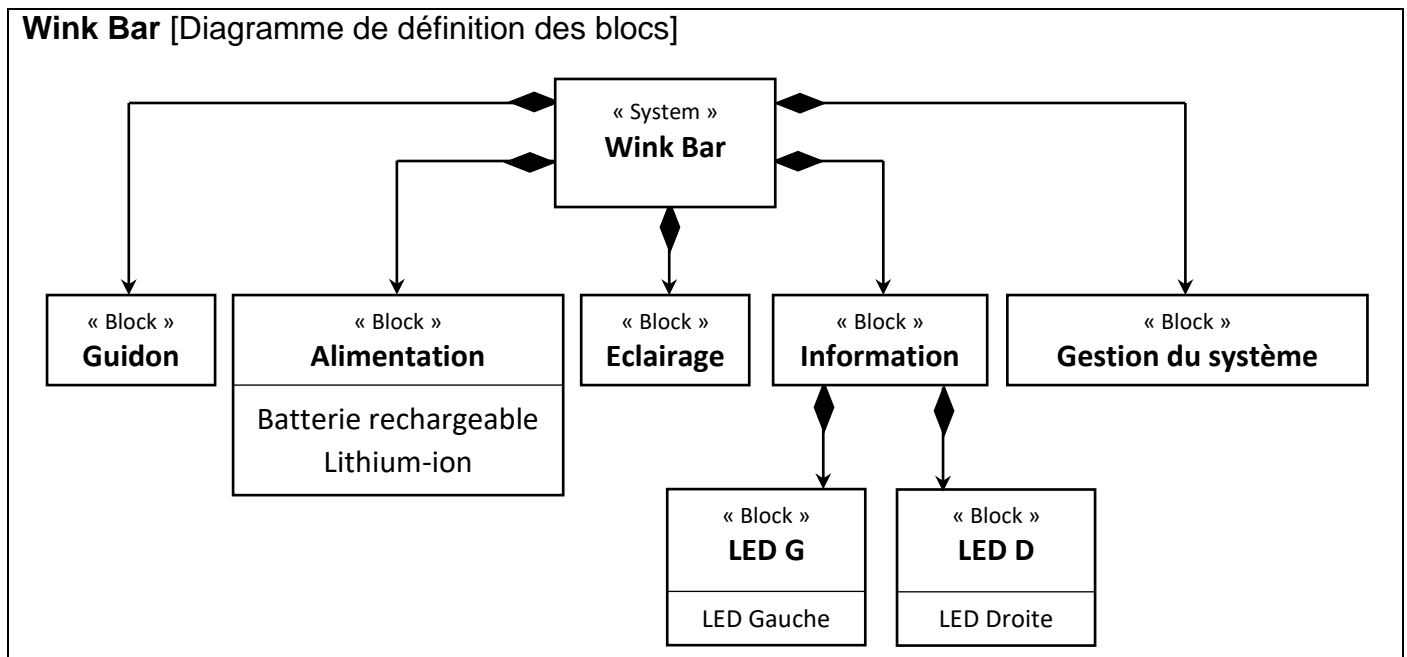 Wink Bar [Diagramme de définition des blocs]
« System »
Wink Bar
« Block »
Guidon
« Block »
Alimentation
Batterie rechargeable
Lithium-ion
« Block »
Eclairage
« Block »
Information
« Block »
Gestion du système
« Block »
LED G
LED Gauche
« Block »
LED D
LED Droite